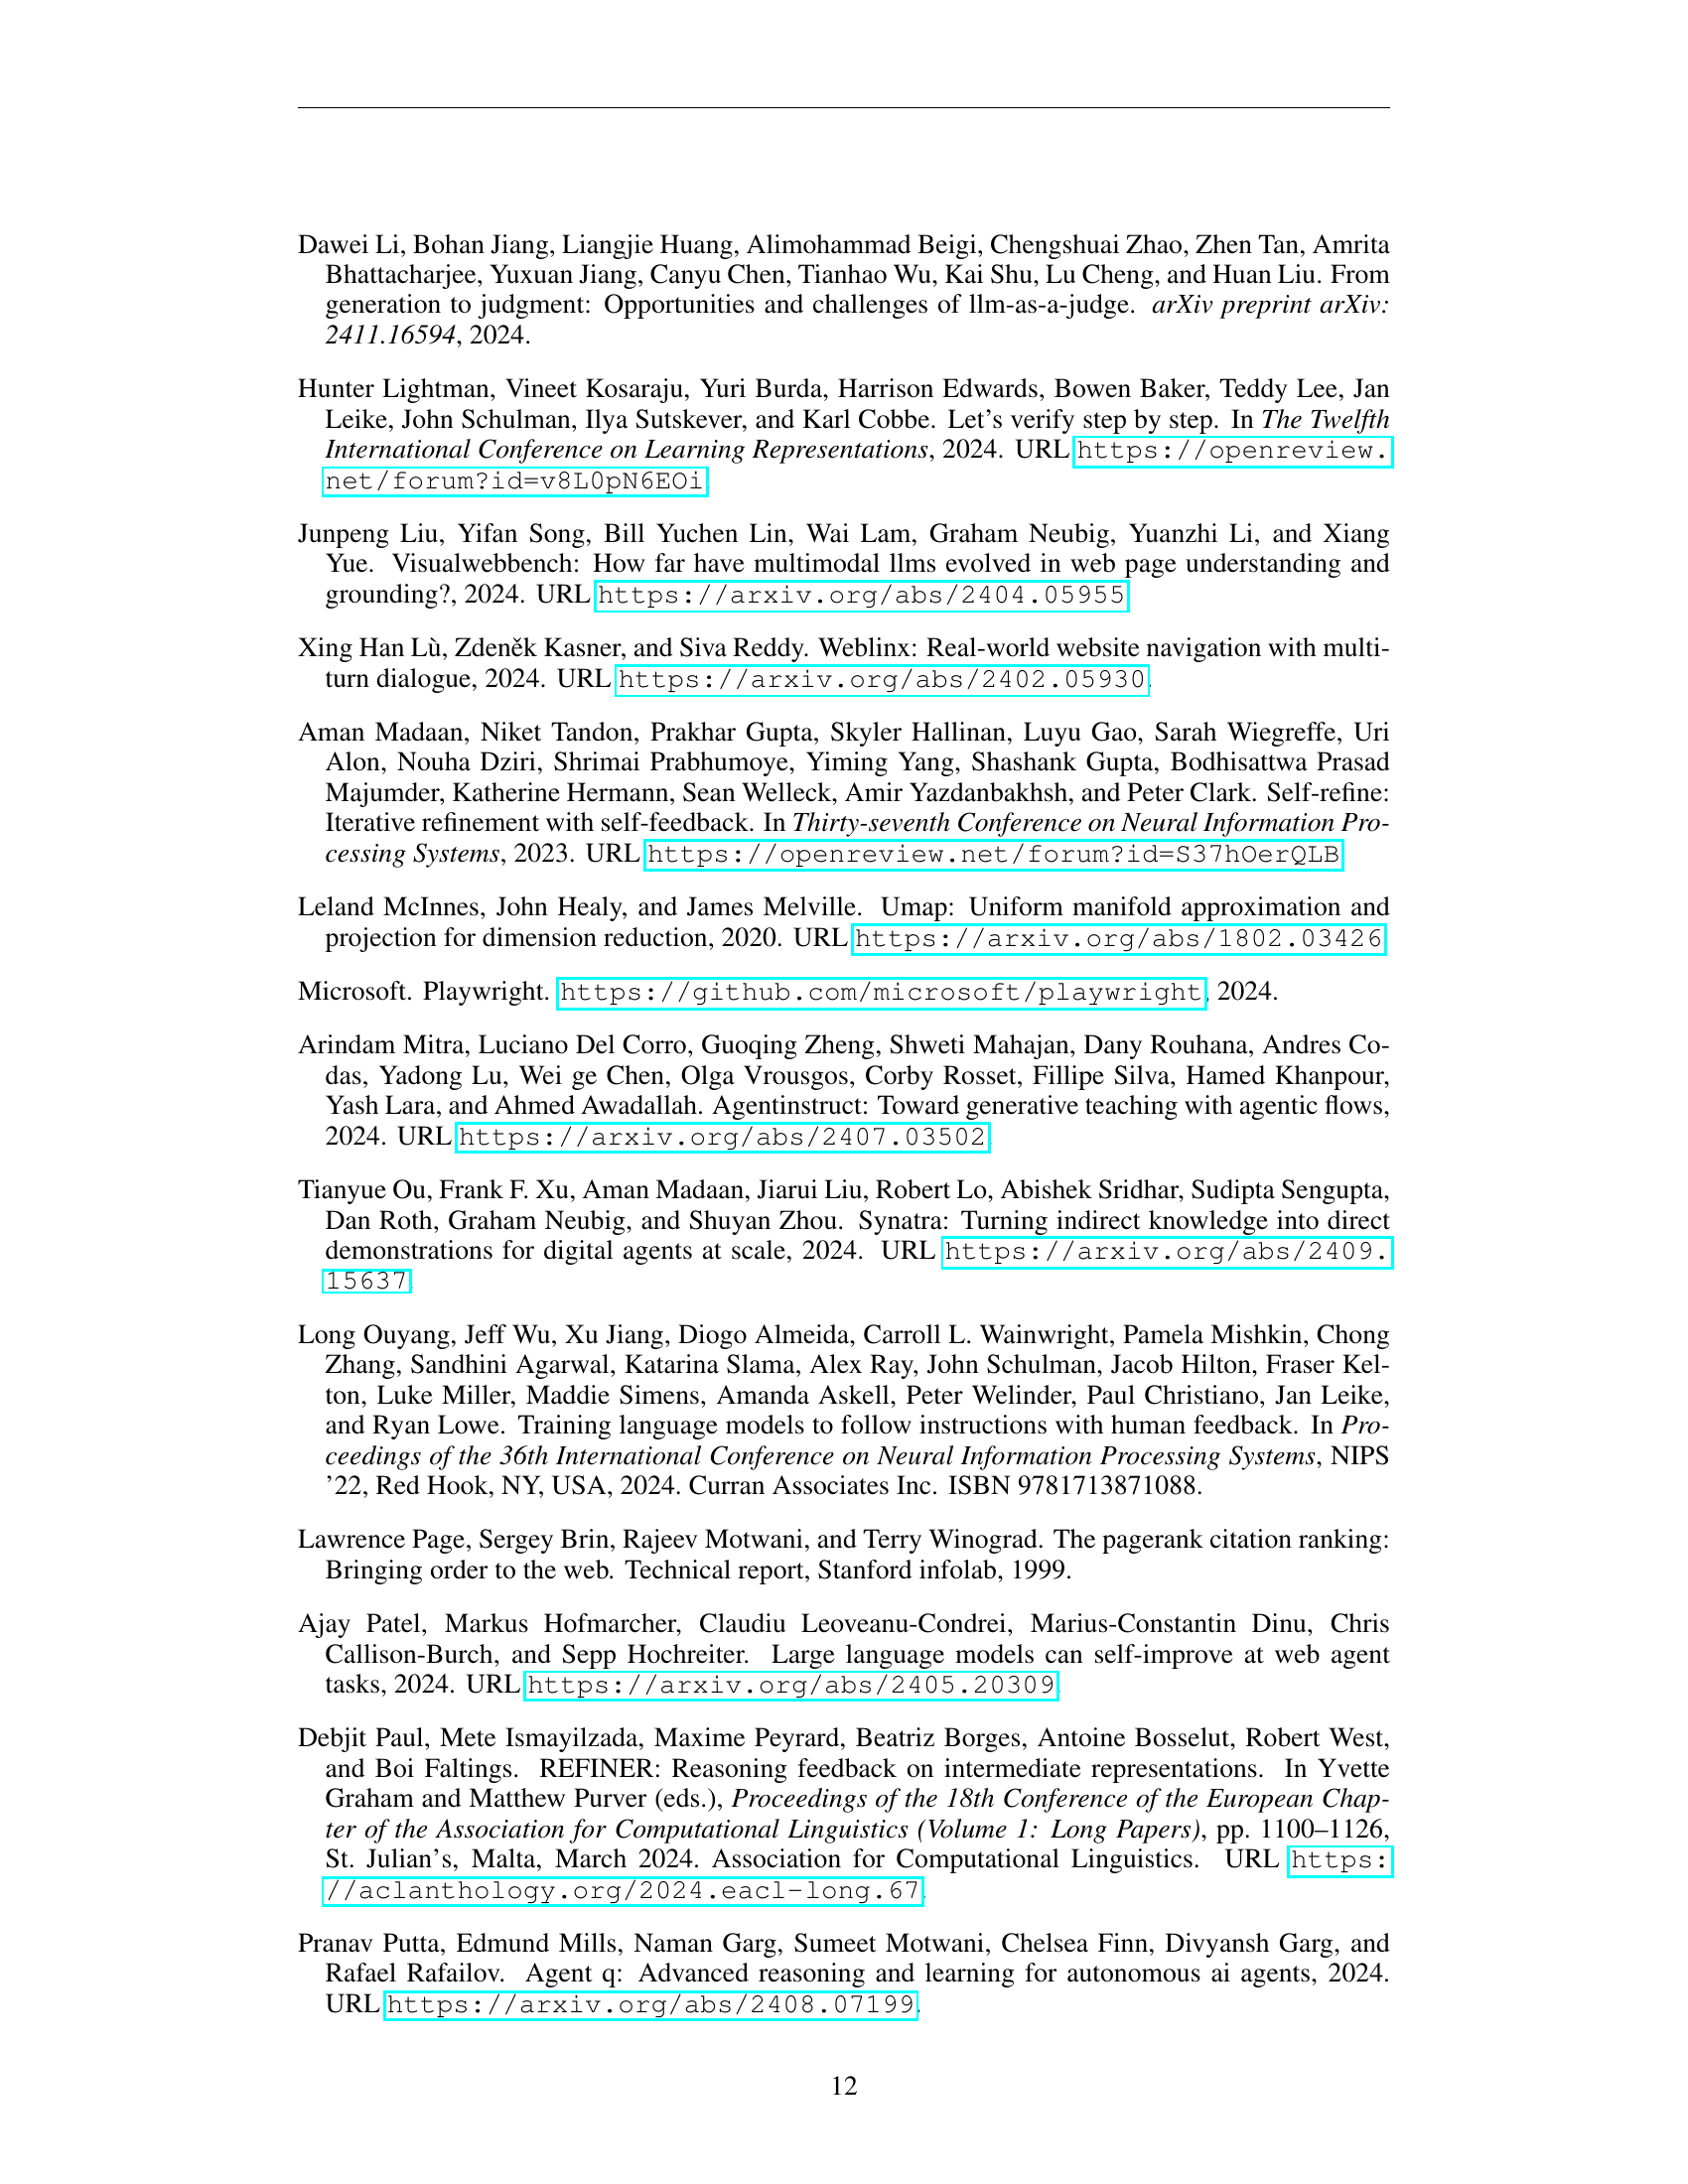 Dawei Li, Bohan Jiang, Liangjie Huang, Alimohammad Beigi, Chengshuai Zhao, Zhen Tan, Amrita
Bhattacharjee, Yuxuan Jiang, Canyu Chen, Tianhao Wu, Kai Shu, Lu Cheng, and Huan Liu. From
generation to judgment: Opportunities and challenges of llm-as-a-judge. arXiv preprint arXiv:
2411.16594, 2024.
Hunter Lightman, Vineet Kosaraju, Yuri Burda, Harrison Edwards, Bowen Baker, Teddy Lee, Jan
Leike, John Schulman, Ilya Sutskever, and Karl Cobbe. Let's verify step by step. In The Twelfth
International Conference on Learning Representations, 2024. URL https://openreview.
net/forum?id=v8L0pN6EOi.
Junpeng Liu, Yifan Song, Bill Yuchen Lin, Wai Lam, Graham Neubig, Yuanzhi Li, and Xiang
Yue. Visualwebbench: How far have multimodal llms evolved in web page understanding and
grounding?, 2024. URL https://arxiv.org/abs/2404.05955.
Xing Han Lù, Zdeněk Kasner, and Siva Reddy. Weblinx: Real-world website navigation with multi-
turn dialogue, 2024. URL https://arxiv.org/abs/2402.05930.
Aman Madaan, Niket Tandon, Prakhar Gupta, Skyler Hallinan, Luyu Gao, Sarah Wiegreffe, Uri
Alon, Nouha Dziri, Shrimai Prabhumoye, Yiming Yang, Shashank Gupta, Bodhisattwa Prasad
Majumder, Katherine Hermann, Sean Welleck, Amir Yazdanbakhsh, and Peter Clark. Self-refine:
Iterative refinement with self-feedback. In Thirty-seventh Conference on Neural Information Pro-
cessing Systems, 2023. URL https://openreview.net/forum?id=S37hOerQLB.
Leland McInnes, John Healy, and James Melville. Umap: Uniform manifold approximation and
projection for dimension reduction, 2020. URL https://arxiv.org/abs/1802.03426.
Microsoft. Playwright. https://github.com/microsoft/playwright, 2024.
Arindam Mitra, Luciano Del Corro, Guoqing Zheng, Shweti Mahajan, Dany Rouhana, Andres Co-
das, Yadong Lu, Wei ge Chen, Olga Vrousgos, Corby Rosset, Fillipe Silva, Hamed Khanpour,
Yash Lara, and Ahmed Awadallah. Agentinstruct: Toward generative teaching with agentic flows,
2024. URL https://arxiv.org/abs/2407.03502.
Tianyue Ou, Frank F. Xu, Aman Madaan, Jiarui Liu, Robert Lo, Abishek Sridhar, Sudipta Sengupta,
Dan Roth, Graham Neubig, and Shuyan Zhou. Synatra: Turning indirect knowledge into direct
demonstrations for digital agents at scale, 2024. URL https://arxiv.org/abs/2409.
15637.
Long Ouyang, Jeff Wu, Xu Jiang, Diogo Almeida, Carroll L. Wainwright, Pamela Mishkin, Chong
Zhang, Sandhini Agarwal, Katarina Slama, Alex Ray, John Schulman, Jacob Hilton, Fraser Kel-
ton, Luke Miller, Maddie Simens, Amanda Askell, Peter Welinder, Paul Christiano, Jan Leike,
and Ryan Lowe. Training language models to follow instructions with human feedback. In Pro-
ceedings of the 36th International Conference on Neural Information Processing Systems, NIPS
'22, Red Hook, NY, USA, 2024. Curran Associates Inc. ISBN 9781713871088.
Lawrence Page, Sergey Brin, Rajeev Motwani, and Terry Winograd. The pagerank citation ranking:
Bringing order to the web. Technical report, Stanford infolab, 1999.
Ajay Patel, Markus Hofmarcher, Claudiu Leoveanu-Condrei, Marius-Constantin Dinu, Chris
Callison-Burch, and Sepp Hochreiter. Large language models can self-improve at web agent
tasks, 2024. URL https://arxiv.org/abs/2405.20309.
Debjit Paul, Mete Ismayilzada, Maxime Peyrard, Beatriz Borges, Antoine Bosselut, Robert West,
and Boi Faltings. REFINER: Reasoning feedback on intermediate representations. In Yvette
Graham and Matthew Purver (eds.), Proceedings of the 18th Conference of the European Chap-
ter of the Association for Computational Linguistics (Volume 1: Long Papers), pp. 1100–1126,
St. Julian's, Malta, March 2024. Association for Computational Linguistics. URL https:
//aclanthology.org/2024.eacl-long.67.
Pranav Putta, Edmund Mills, Naman Garg, Sumeet Motwani, Chelsea Finn, Divyansh Garg, and
Rafael Rafailov. Agent q: Advanced reasoning and learning for autonomous ai agents, 2024.
URL https://arxiv.org/abs/2408.07199.
12